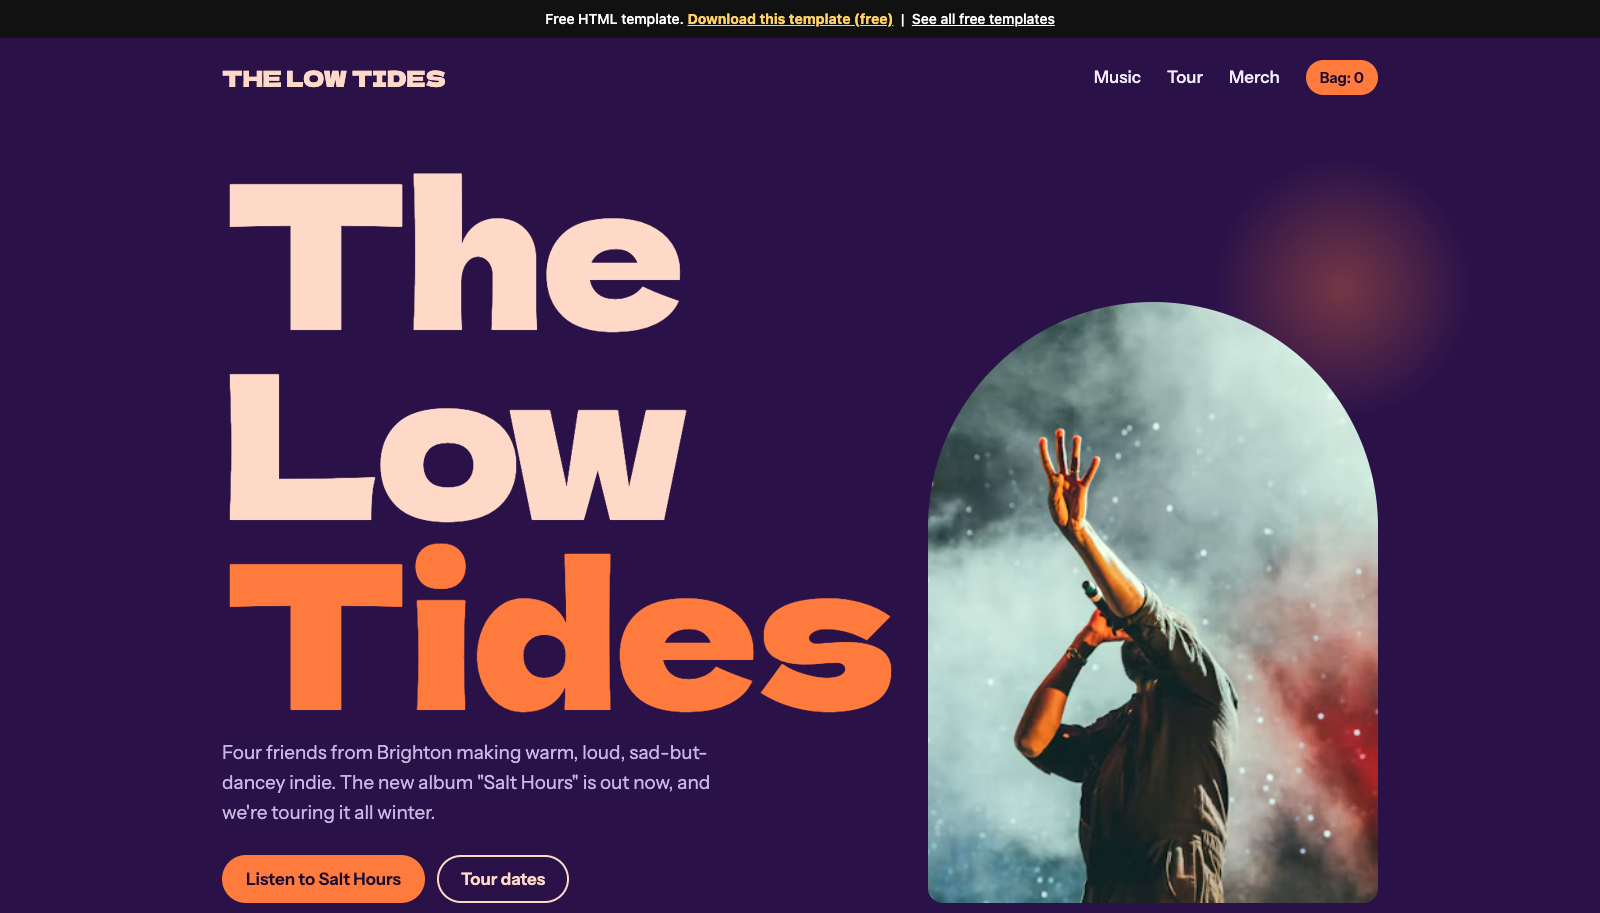 Free HTML template. Download this template (free) | See all free templates
THE LOW TIDES
Music Tour Merch Bag: 0
The
Low
Tides
Four friends from Brighton making warm, loud, sad-but-
dancey indie. The new album "Salt Hours" is out now, and
we're touring it all winter.
Listen to Salt Hours Tour dates